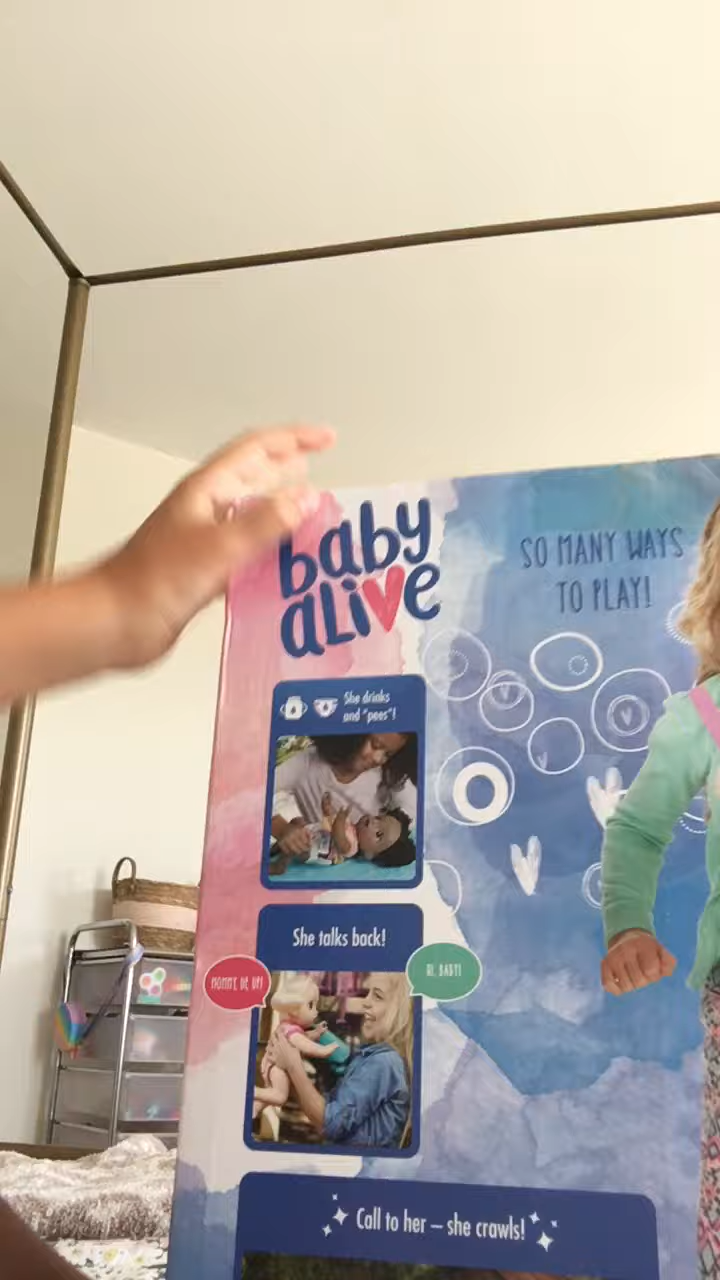 baby
alive
SO MANY WAYS
TO PLAY!
She drinks
and "pees"!
She talks back!
HI, BABY!
Call to her – she crawls!